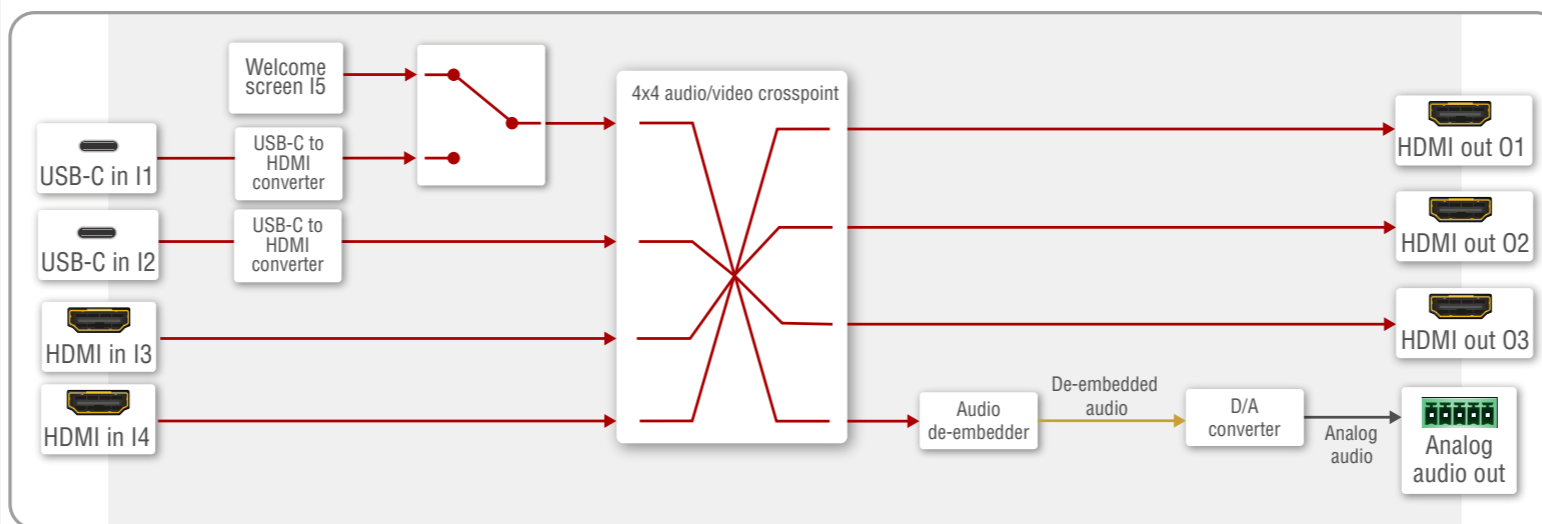 Welcome
screen I5
4x4 audio/video crosspoint
USB-C in I1
USB-C to
HDMI
converter
HDMI out O1
USB-C in I2
USB-C to
HDMI
converter
HDMI out O2
HDMI in I3
HDMI out O3
HDMI in I4
Audio
de-embedder
De-embedded
audio
D/A
converter
Analog
audio
Analog
audio out